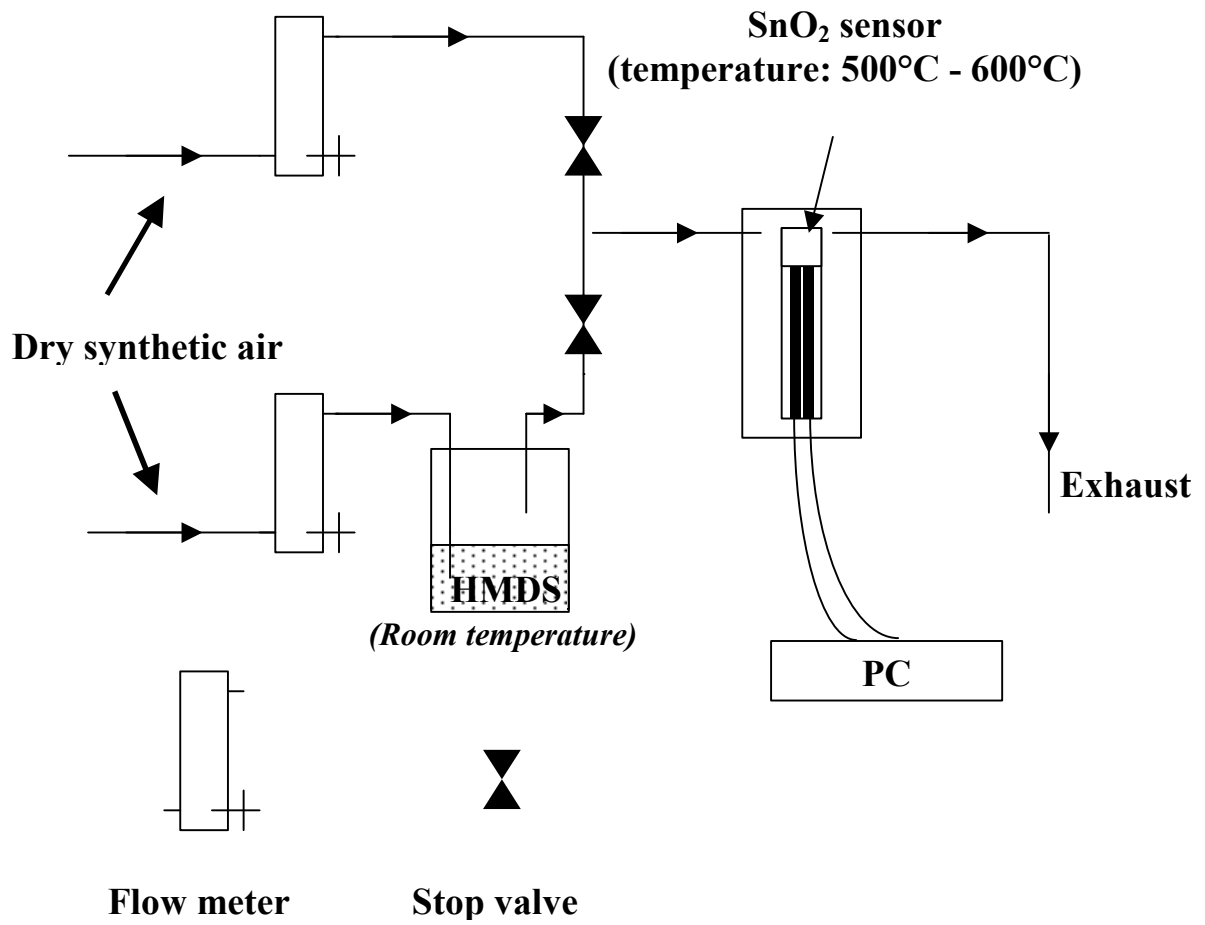 SnO₂ sensor
(temperature: 500°C - 600°C)
Dry synthetic air
Exhaust
HMDS
(Room temperature)
PC
Flow meter
Stop valve